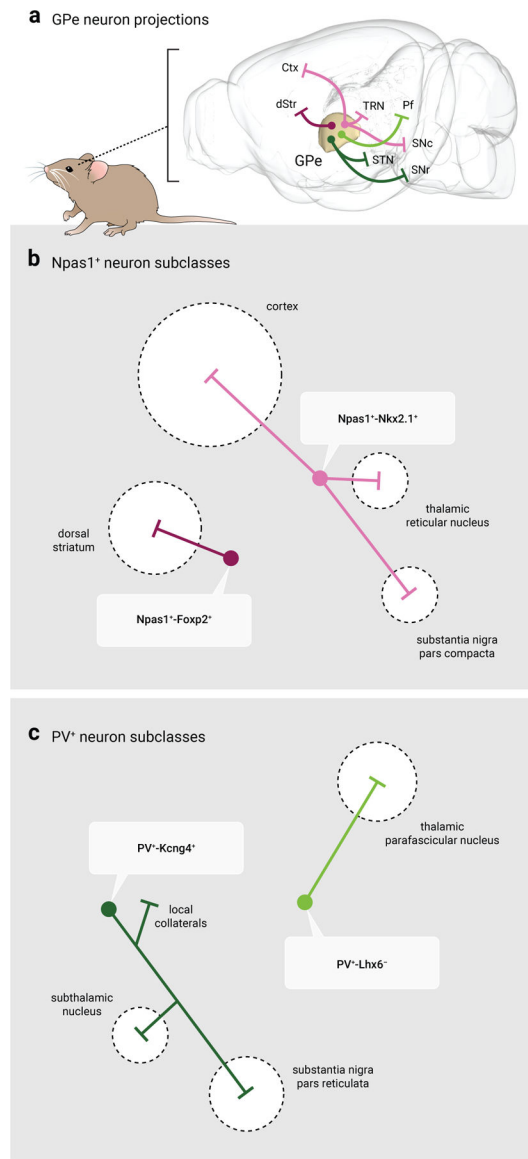 a GPe neuron projections
Ctx
dStr
TRN
Pf
GPe
SNc
STN
SNr
b Npas1⁺ neuron subclasses
cortex
Npas1⁺-Nkx2.1⁺
thalamic
reticular nucleus
dorsal
striatum
Npas1⁺-Foxp2⁺
substantia nigra
pars compacta
c PV⁺ neuron subclasses
thalamic
parafascicular nucleus
PV⁺-Kcng4⁺
local
collaterals
PV⁺-Lhx6⁻
subthalamic
nucleus
substantia nigra
pars reticulata